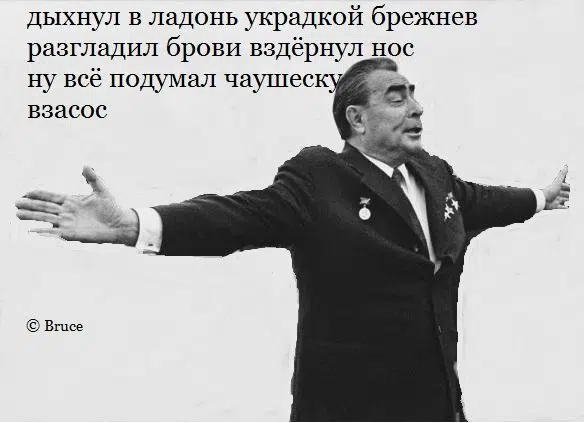 дыхнул в ладонь украдкой брежнев
разгладил брови вздёрнул нос
ну всё подумал чаушеску
взасос
© Bruce